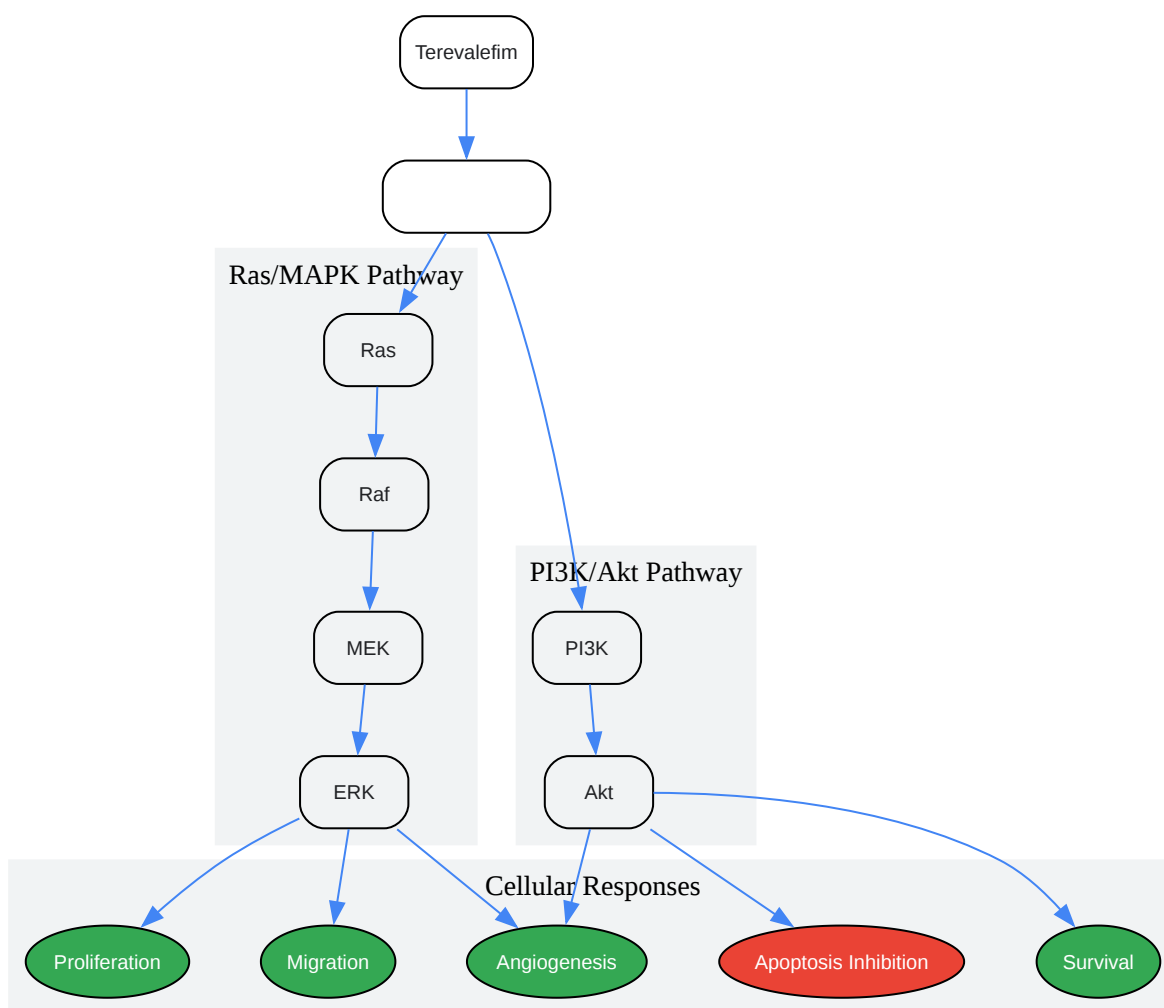 Terevalefim
Ras/MAPK Pathway
Ras
Raf
PI3K/Akt Pathway
MEK
PI3K
ERK
Akt
Cellular Responses
Proliferation
Migration
Angiogenesis
Apoptosis Inhibition
Survival